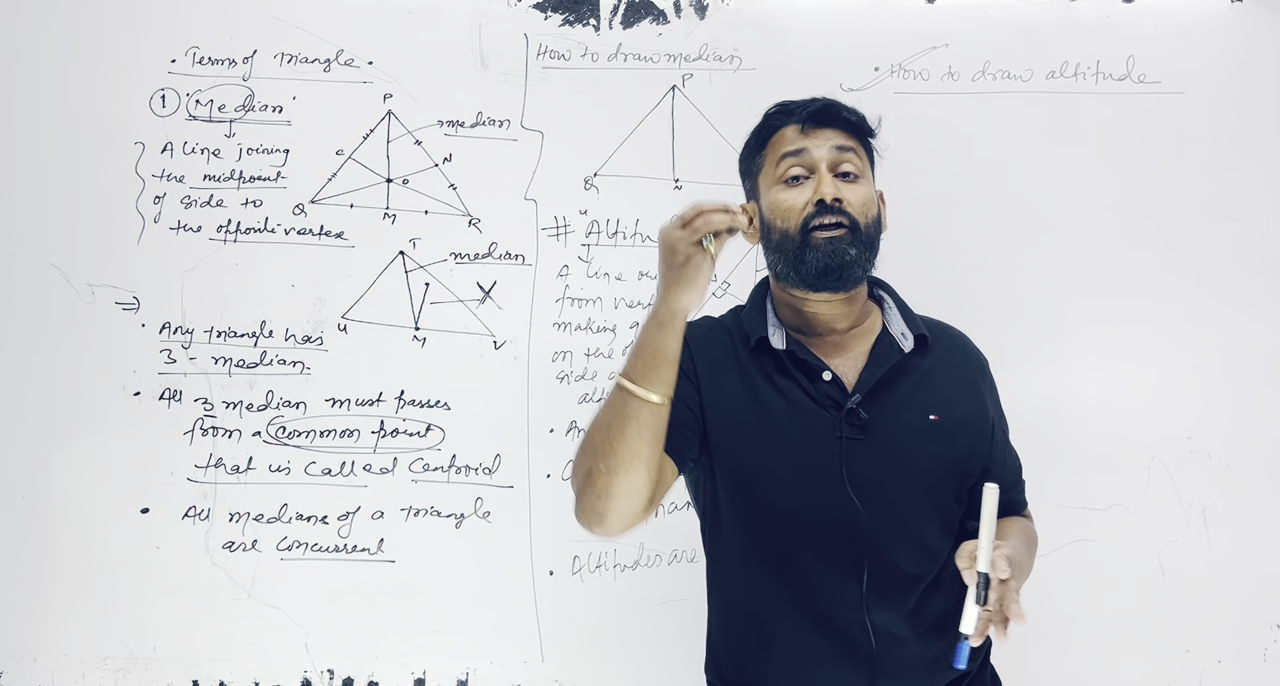 • Terms of Triangle •
① 'Median'
A line joining
the midpoint
of side to
the opposite vertex
P
median
N
O
Q
M
R
T
median
X
U
M
V
⇒
• Any triangle has
3 - median.
• All 3 median must passes
from a common point
that is called Centroid
• All medians of a triangle
are concurrent
How to draw median
P
Q
# "Altitu
A line
from vert
making
on the
side
• An
• Altitudes are
• How to draw altitude